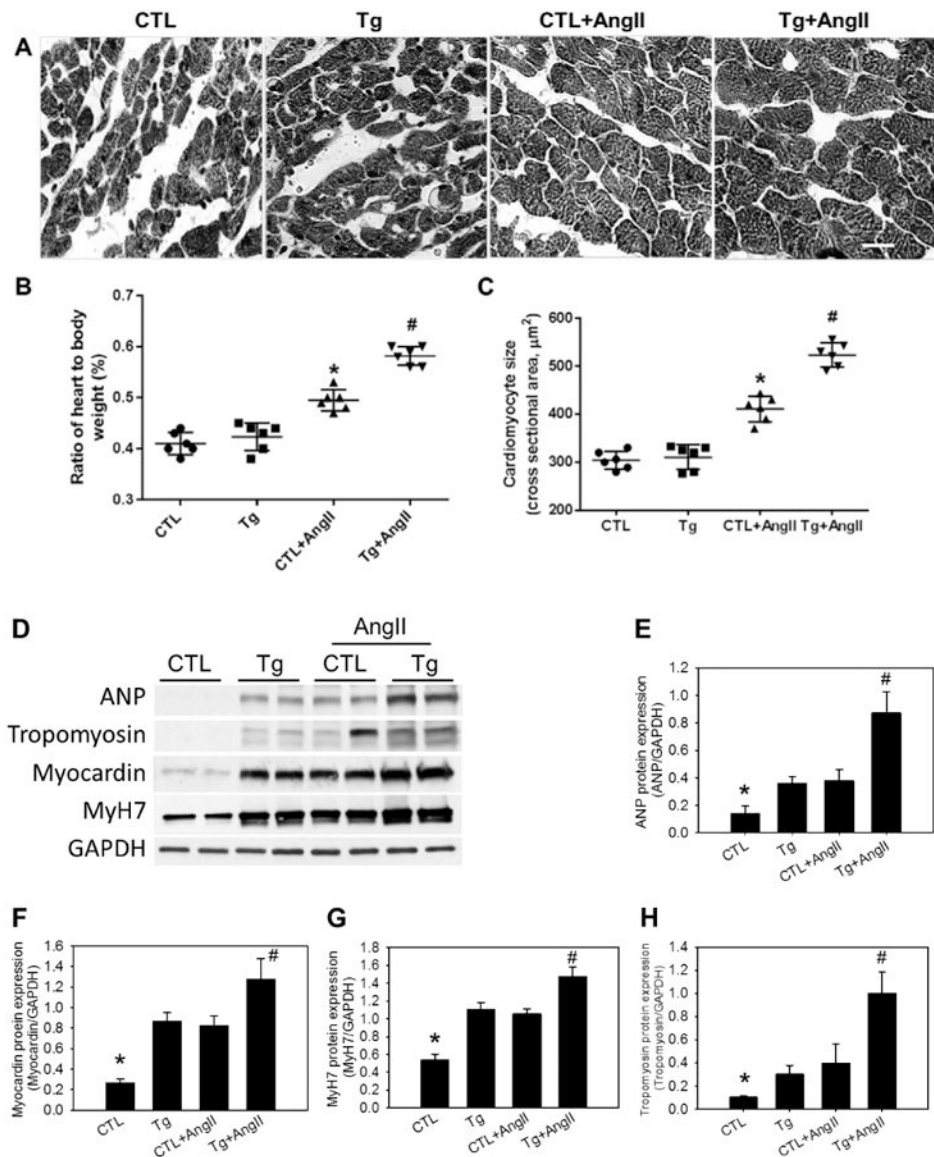 CTL Tg CTL+AngII Tg+AngII
A
B
Ratio of heart to body
weight (%)
0.7
0.6
0.5
0.4
0.3
*
#
CTL
Tg
CTL+AngII
Tg+AngII
C
Cardiomyocyte size
(cross sectional area, μm²)
600
500
400
300
200
*
#
CTL Tg CTL+AngII Tg+AngII
D
AngII
CTL Tg CTL Tg
ANP
Tropomyosin
Myocardin
MyH7
GAPDH
E
ANP protein expression
(ANP/GAPDH)
1.2
1.0
0.8
0.6
0.4
0.2
0.0
*
#
CTL
Tg
CTL+AngII
Tg+AngII
F
Myocardin proein expression
(Myocardin/GAPDH)
1.6
1.4
1.2
1.0
0.8
0.6
0.4
0.2
0.0
*
#
CTL
Tg
CTL+AngII
Tg+AngII
G
MyH7 protein expression
(MyH7/GAPDH)
1.8
1.6
1.4
1.2
1.0
0.8
0.6
0.4
0.2
0.0
*
#
CTL
Tg
CTL+AngII
Tg+AngII
H
Tropomyosin protein expression
(Tropomyosin/GAPDH)
1.4
1.2
1.0
0.8
0.6
0.4
0.2
0.0
*
#
CTL
Tg
CTL+AngII
Tg+AngII